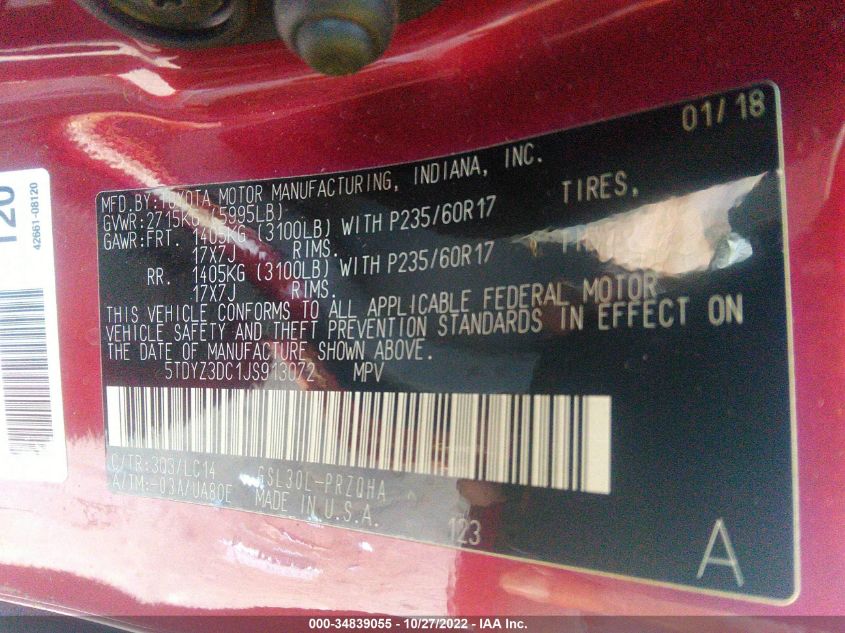 01/18
MFD.BY:TOYOTA MOTOR MANUFACTURING, INDIANA, INC.
GVWR:2715KG (5995LB)
GAWR:FRT. 1405KG (3100LB) WITH P235/60R17 TIRES,
17X7J RIMS.
RR. 1405KG (3100LB) WITH P235/60R17
17X7J RIMS.
THIS VEHICLE CONFORMS TO ALL APPLICABLE FEDERAL MOTOR
VEHICLE SAFETY AND THEFT PREVENTION STANDARDS IN EFFECT ON
THE DATE OF MANUFACTURE SHOWN ABOVE.
5TDYZ3DC1JS913072 MPV
C/TR:303/LC14 GSL30L-PRZQHA
A/TM:-03A/UA80E MADE IN U.S.A.
123
A
120
42661-08120
000-34839055 - 10/27/2022 - IAA Inc.